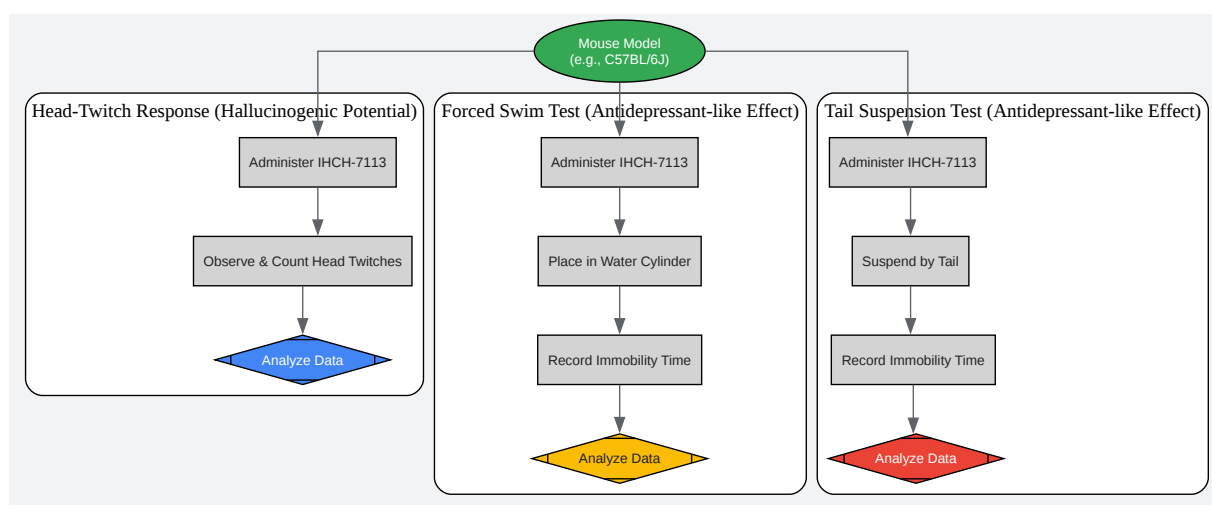 Mouse Model
(e.g., C57BL/6J)
Head-Twitch Response (Hallucinogenic Potential)
Administer IHCH-7113
Observe & Count Head Twitches
Analyze Data
Forced Swim Test (Antidepressant-like Effect)
Administer IHCH-7113
Place in Water Cylinder
Record Immobility Time
Analyze Data
Tail Suspension Test (Antidepressant-like Effect)
Administer IHCH-7113
Suspend by Tail
Record Immobility Time
Analyze Data